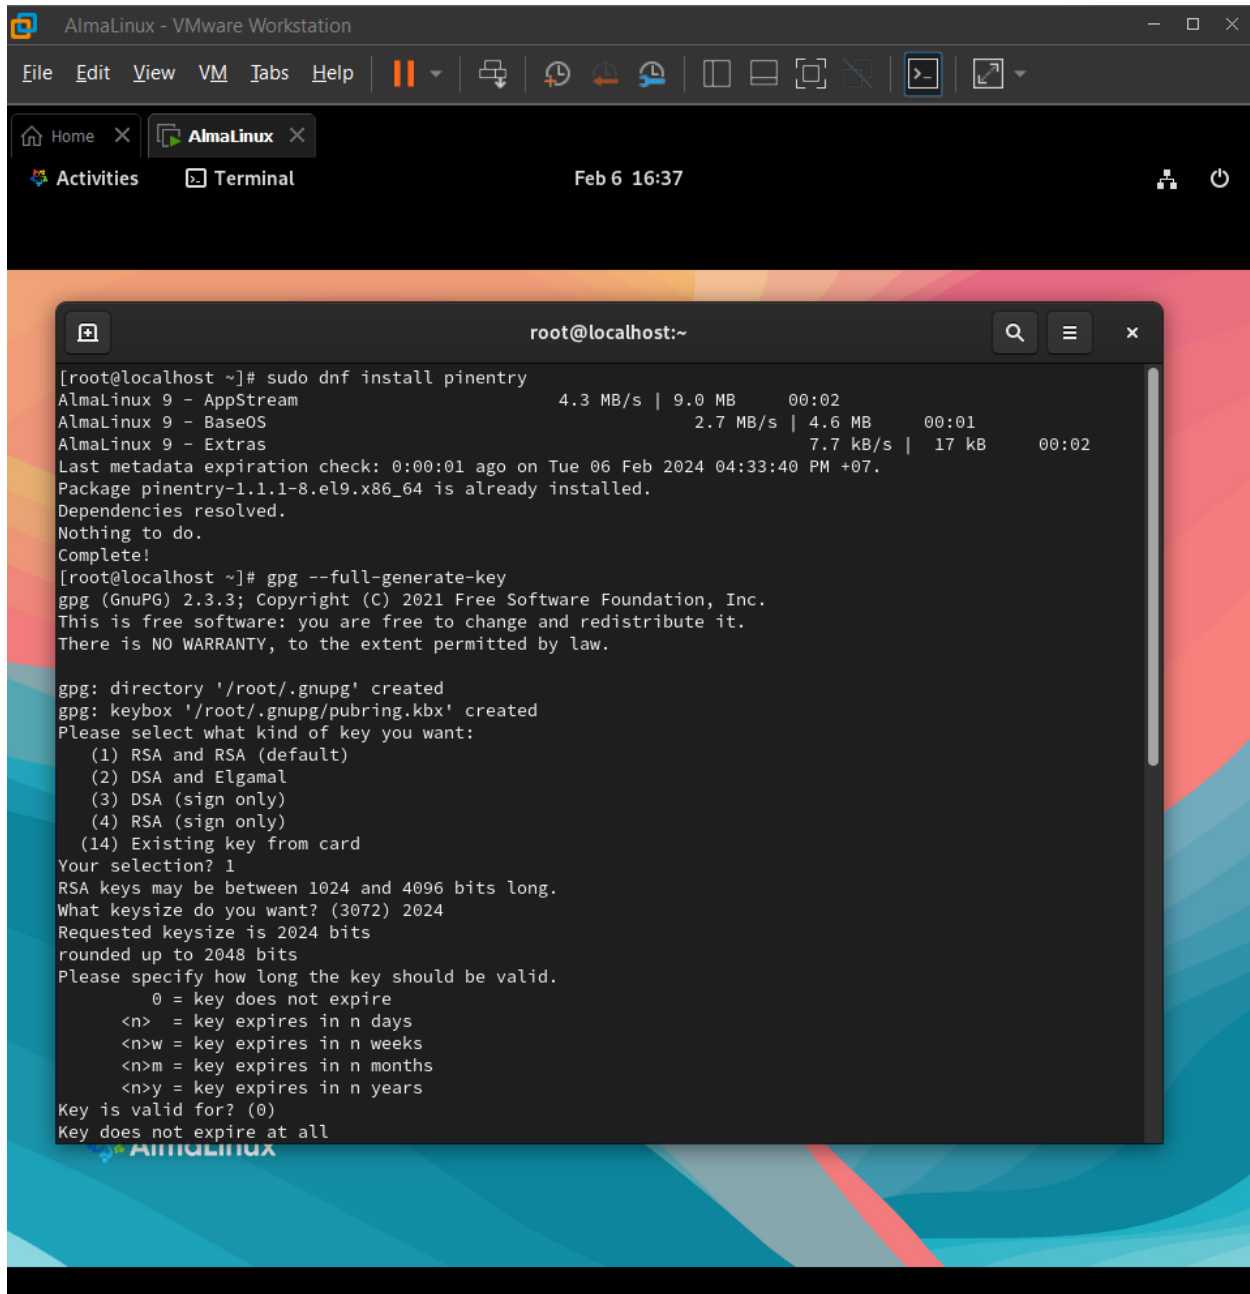 AlmaLinux - VMware Workstation
File Edit View VM Tabs Help
Home AlmaLinux
Activities Terminal Feb 6 16:37
root@localhost:~
[root@localhost ~]# sudo dnf install pinentry
AlmaLinux 9 - AppStream 4.3 MB/s | 9.0 MB 00:02
AlmaLinux 9 - BaseOS 2.7 MB/s | 4.6 MB 00:01
AlmaLinux 9 - Extras 7.7 kB/s | 17 kB 00:02
Last metadata expiration check: 0:00:01 ago on Tue 06 Feb 2024 04:33:40 PM +07.
Package pinentry-1.1.1-8.el9.x86_64 is already installed.
Dependencies resolved.
Nothing to do.
Complete!
[root@localhost ~]# gpg --full-generate-key
gpg (GnuPG) 2.3.3; Copyright (C) 2021 Free Software Foundation, Inc.
This is free software: you are free to change and redistribute it.
There is NO WARRANTY, to the extent permitted by law.
gpg: directory '/root/.gnupg' created
gpg: keybox '/root/.gnupg/pubring.kbx' created
Please select what kind of key you want:
(1) RSA and RSA (default)
(2) DSA and Elgamal
(3) DSA (sign only)
(4) RSA (sign only)
(14) Existing key from card
Your selection? 1
RSA keys may be between 1024 and 4096 bits long.
What keysize do you want? (3072) 2024
Requested keysize is 2024 bits
rounded up to 2048 bits
Please specify how long the key should be valid.
0 = key does not expire
<n> = key expires in n days
<n>w = key expires in n weeks
<n>m = key expires in n months
<n>y = key expires in n years
Key is valid for? (0)
Key does not expire at all
AlmaLinux